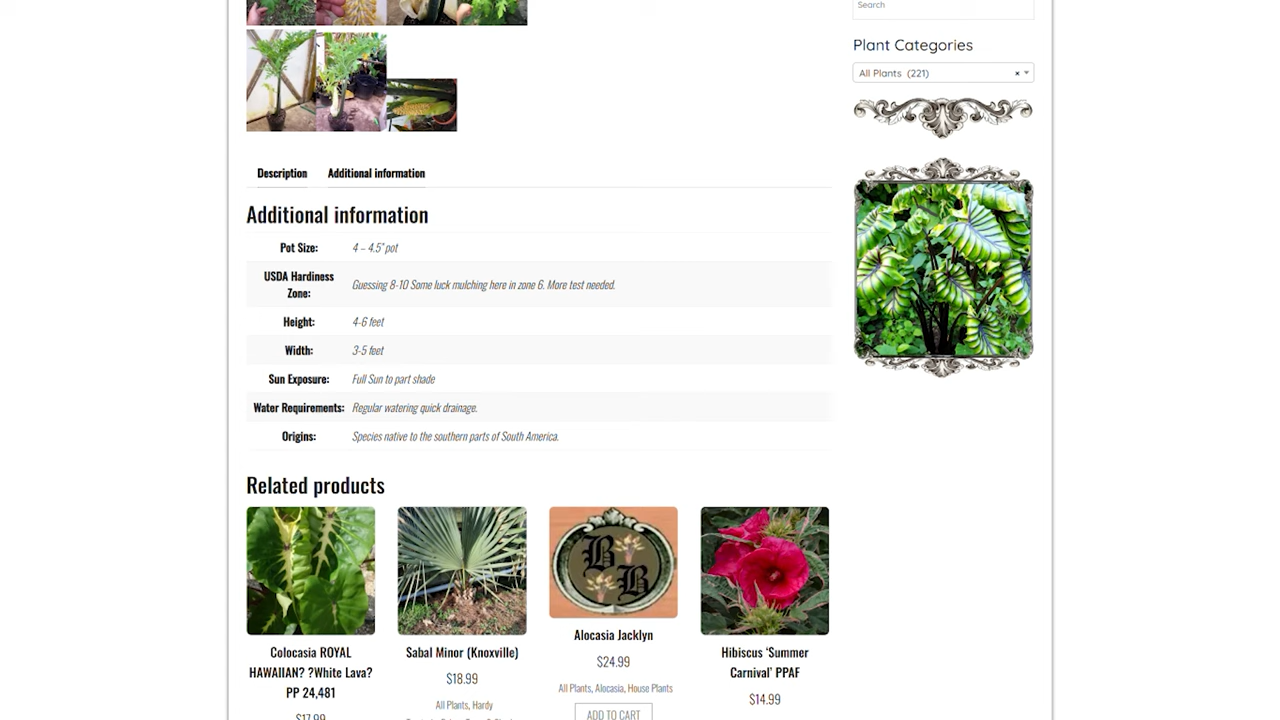 Search
Plant Categories
All Plants (221)
×
Description
Additional information
Additional information
Pot Size: 4 – 4.5" pot
USDA Hardiness
Zone: Guessing 8-10 Some luck mulching here in zone 6. More test needed.
Height: 4-6 feet
Width: 3-5 feet
Sun Exposure: Full Sun to part shade
Water Requirements: Regular watering quick drainage.
Origins: Species native to the southern parts of South America.
Related products
Colocasia ROYAL
HAWAIIAN? ?White Lava?
PP 24,481
$17.99
Sabal Minor (Knoxville)
$18.99
All Plants, Hardy
B B
Alocasia Jacklyn
$24.99
All Plants, Alocasia, House Plants
ADD TO CART
Hibiscus ‘Summer
Carnival’ PPAF
$14.99